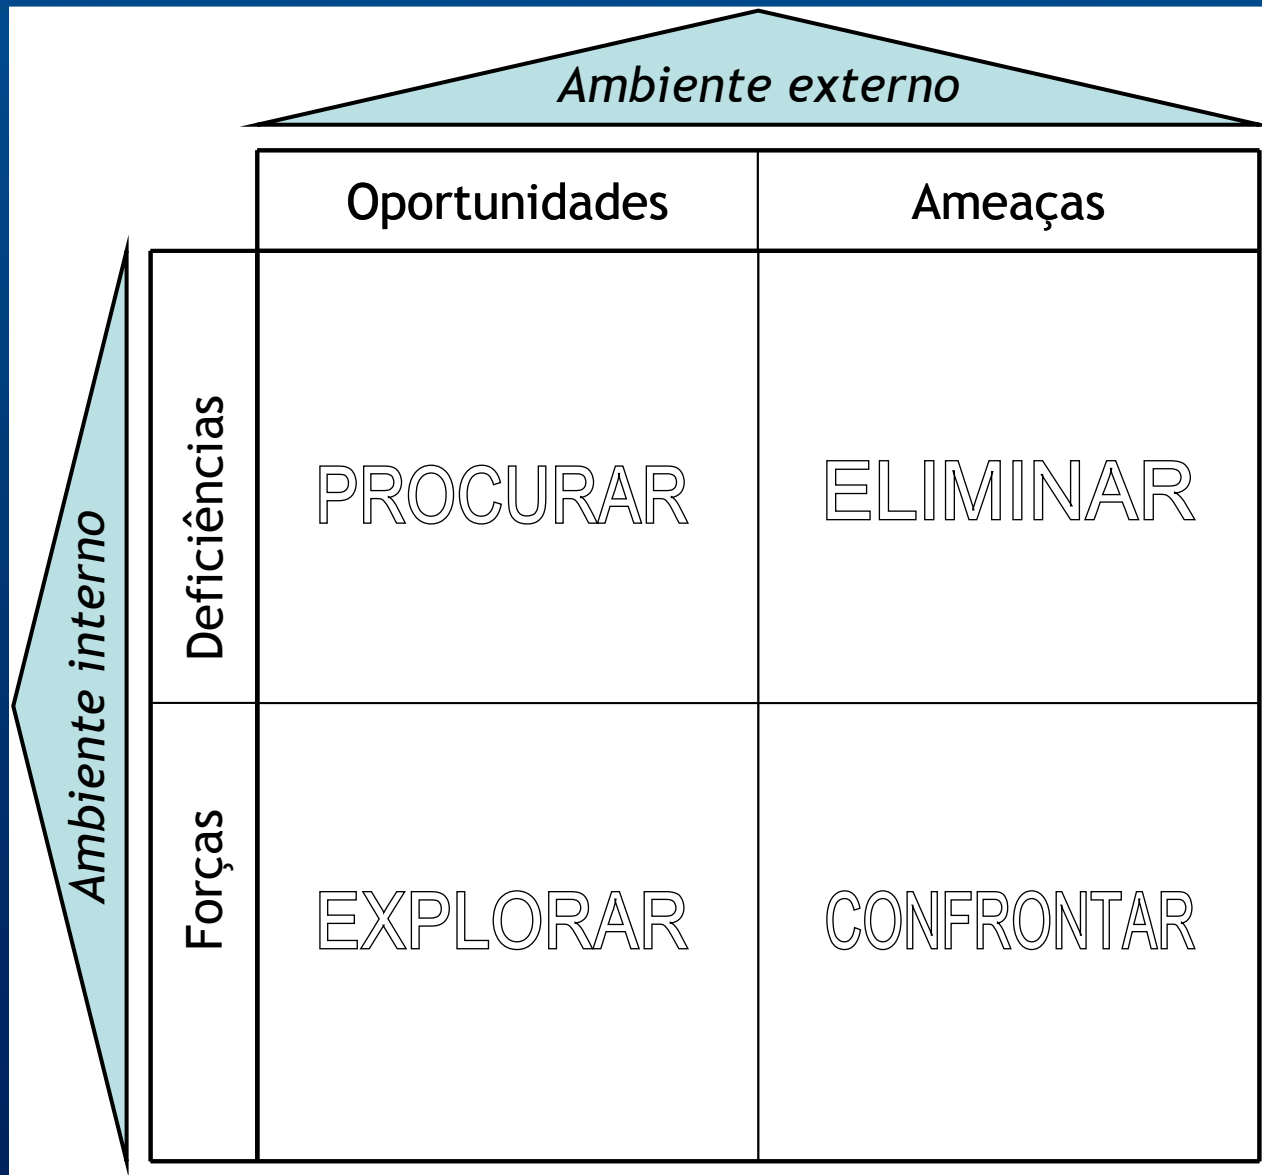 Ambiente externo
Oportunidades
Ameaças
Ambiente interno
Deficiências
PROCURAR
ELIMINAR
Forças
EXPLORAR
CONFRONTAR